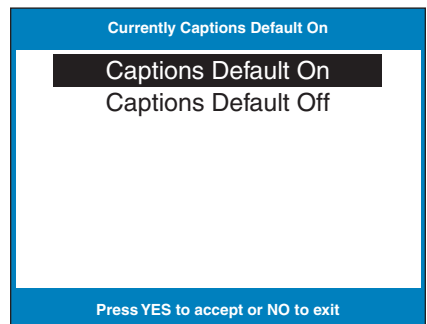 Currently Captions Default On
Captions Default On
Captions Default Off
Press YES to accept or NO to exit